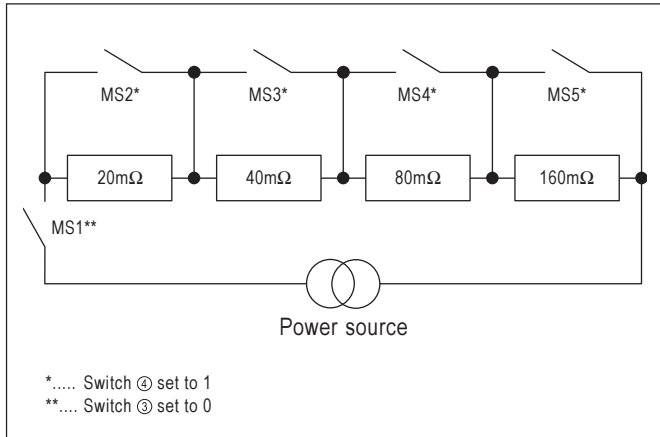 MS2* MS3* MS4* MS5*
20mΩ 40mΩ 80mΩ 160mΩ
MS1**
Power source
*..... Switch ④ set to 1
**.... Switch ③ set to 0